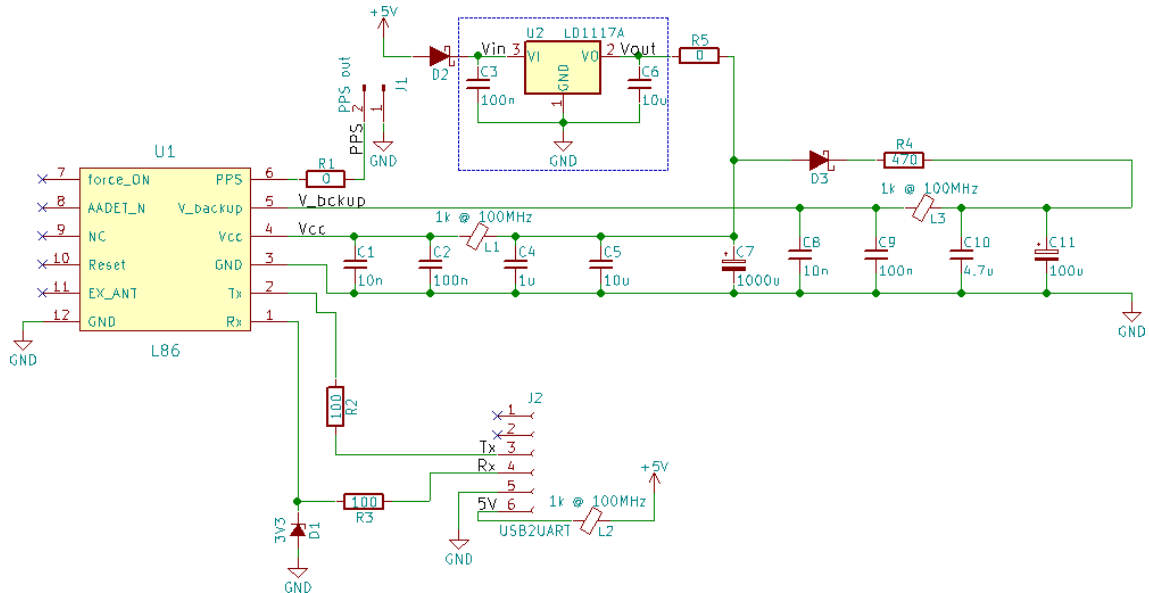 +5V
U2 LD1117A
Vin 3 VI VO 2 Vout
GND
1
D2
C3
100n
C6
10u
GND
R5
0
PPS out
2
1
J1
PPS
GND
U1
7 force_ON PPS 6
8 AADET_N V_backup 5
9 NC Vcc 4
10 Reset GND 3
11 EX_ANT Tx 2
12 GND Rx 1
L86
GND
R1
0
V_bckup
Vcc
1k @ 100MHz
L1
D3
R4
470
1k @ 100MHz
L3
C1
10n
C2
100n
C4
1u
C5
10u
C7
1000u
C8
10n
C9
100n
C10
4.7u
C11
100u
GND
100
R2
J2
1
2
Tx 3
Rx 4
5
5V 6
USB2UART
GND
1k @ 100MHz
L2
+5V
100
R3
3V3
D1
GND